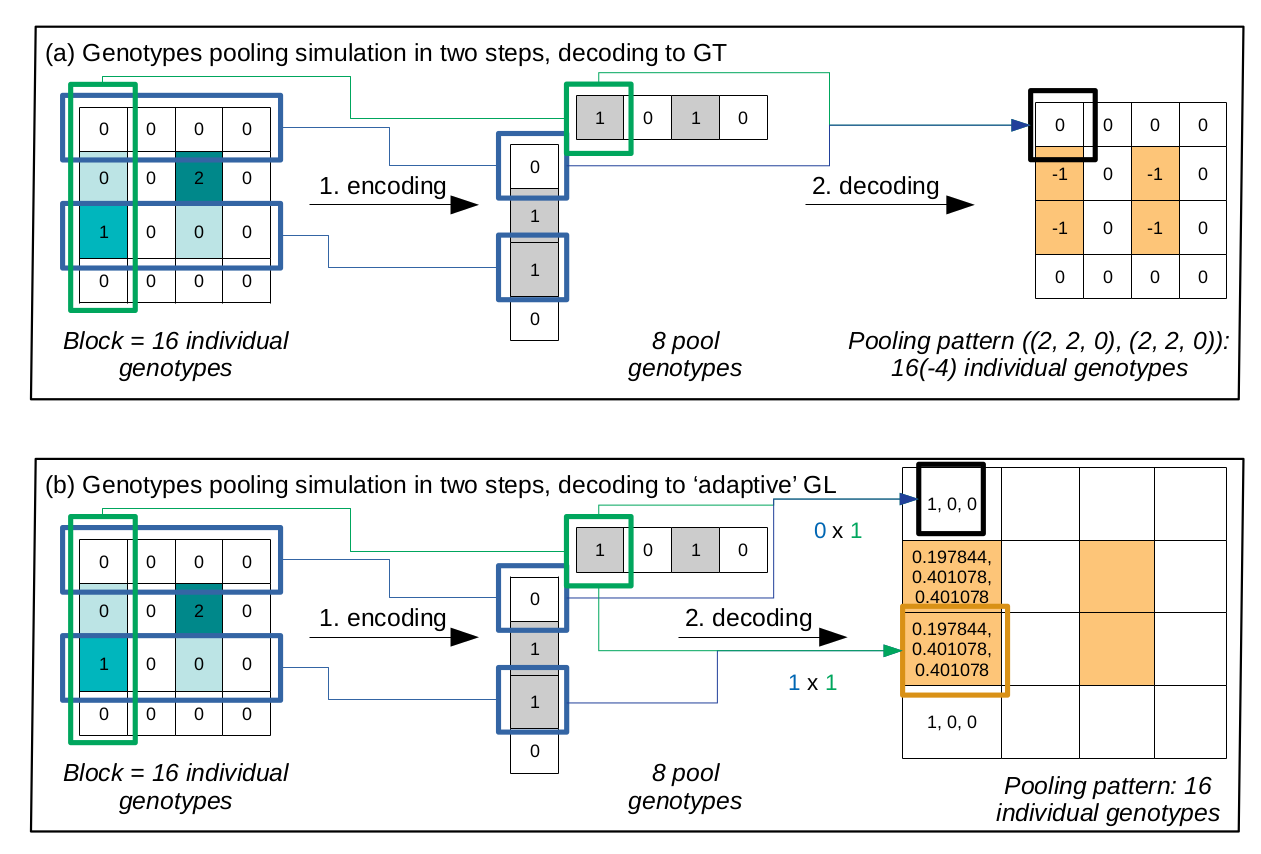 (a) Genotypes pooling simulation in two steps, decoding to GT
0 0 0 0
0 0 2 0
1 0 0 0
0 0 0 0
Block = 16 individual
genotypes
1. encoding
1 0 1 0
0
1
1
0
8 pool
genotypes
2. decoding
0 0 0 0
-1 0 -1 0
-1 0 -1 0
0 0 0 0
Pooling pattern ((2, 2, 0), (2, 2, 0)):
16(-4) individual genotypes
(b) Genotypes pooling simulation in two steps, decoding to ‘adaptive’ GL
0 0 0 0
0 0 2 0
1 0 0 0
0 0 0 0
Block = 16 individual
genotypes
1. encoding
1 0 1 0
0
1
1
0
8 pool
genotypes
0 x 1
2. decoding
1 x 1
1, 0, 0
0.197844,
0.401078,
0.401078
0.197844,
0.401078,
0.401078
1, 0, 0
Pooling pattern: 16
individual genotypes